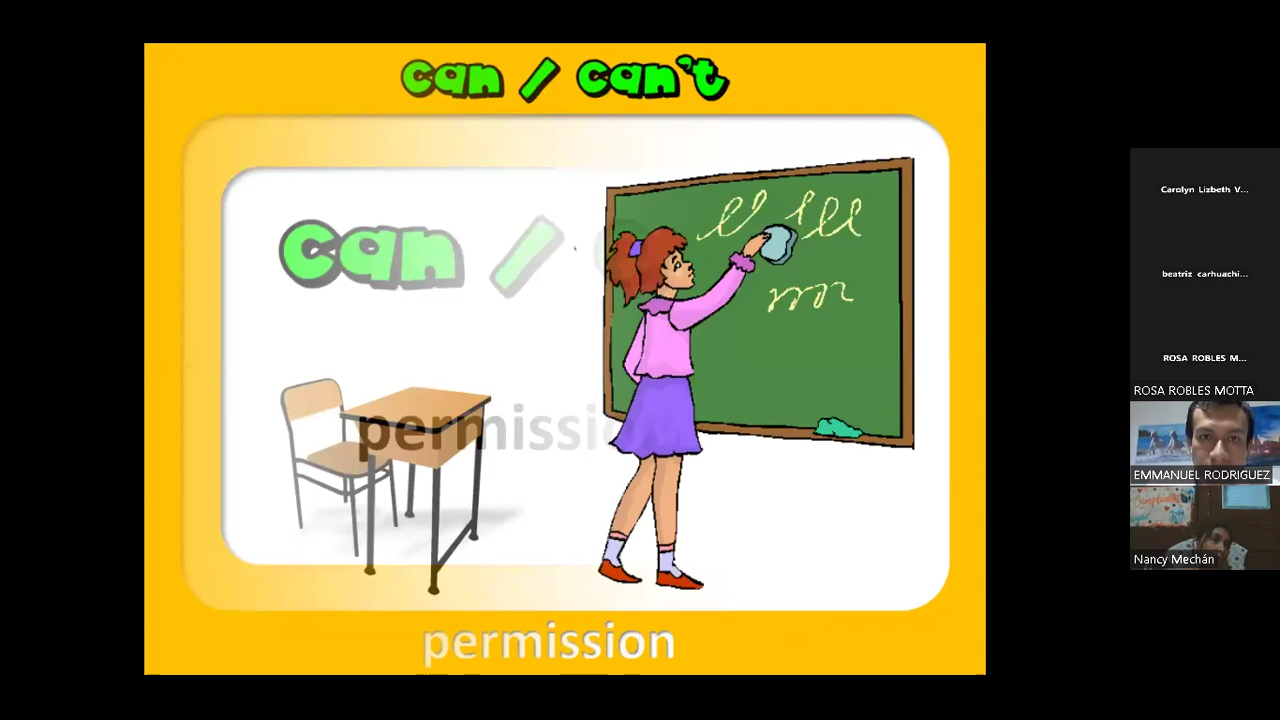 can / can't
can /
permission
permission
Carolyn Lizbeth V...
beatriz carhuachi...
ROSA ROBLES M...
ROSA ROBLES MOTTA
EMMANUEL RODRIGUEZ
Nancy Mechán